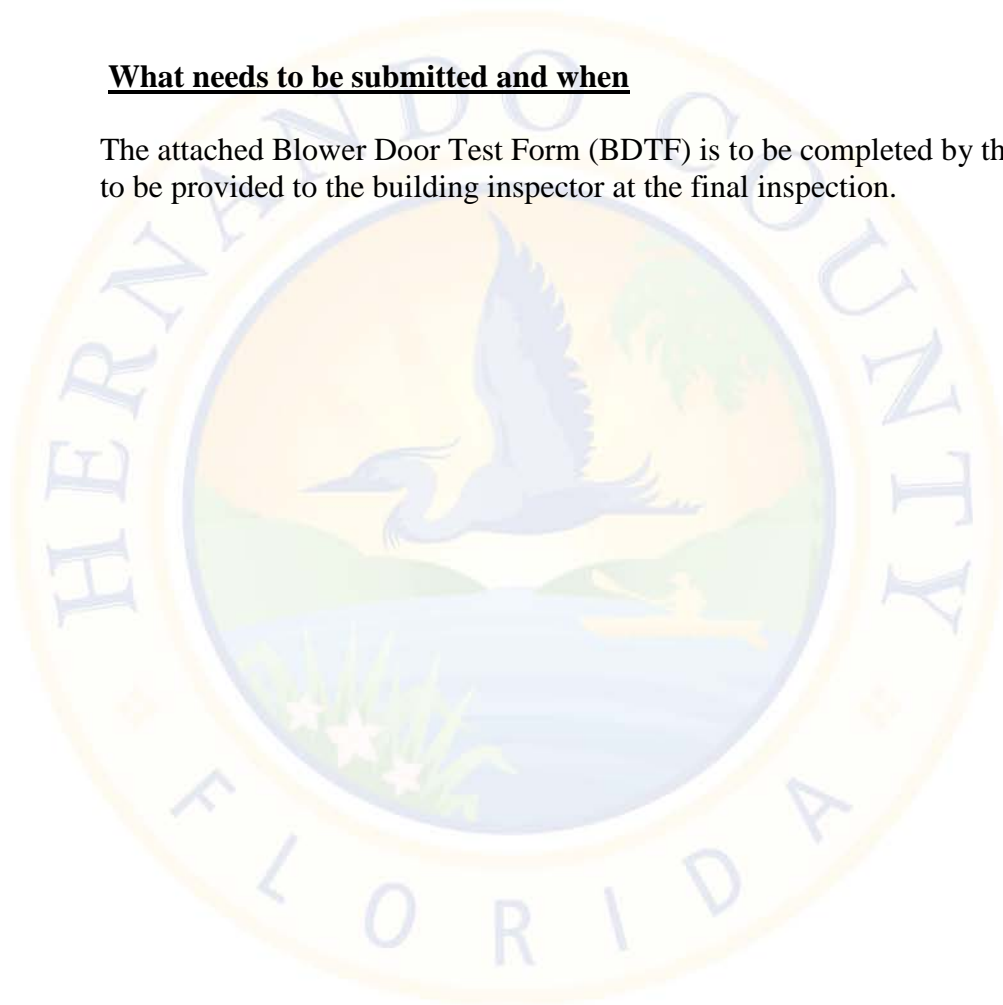 What needs to be submitted and when
The attached Blower Door Test Form (BDTF) is to be completed by
to be provided to the building inspector at the final inspection.
HERNANDO COUNTY
FLORIDA